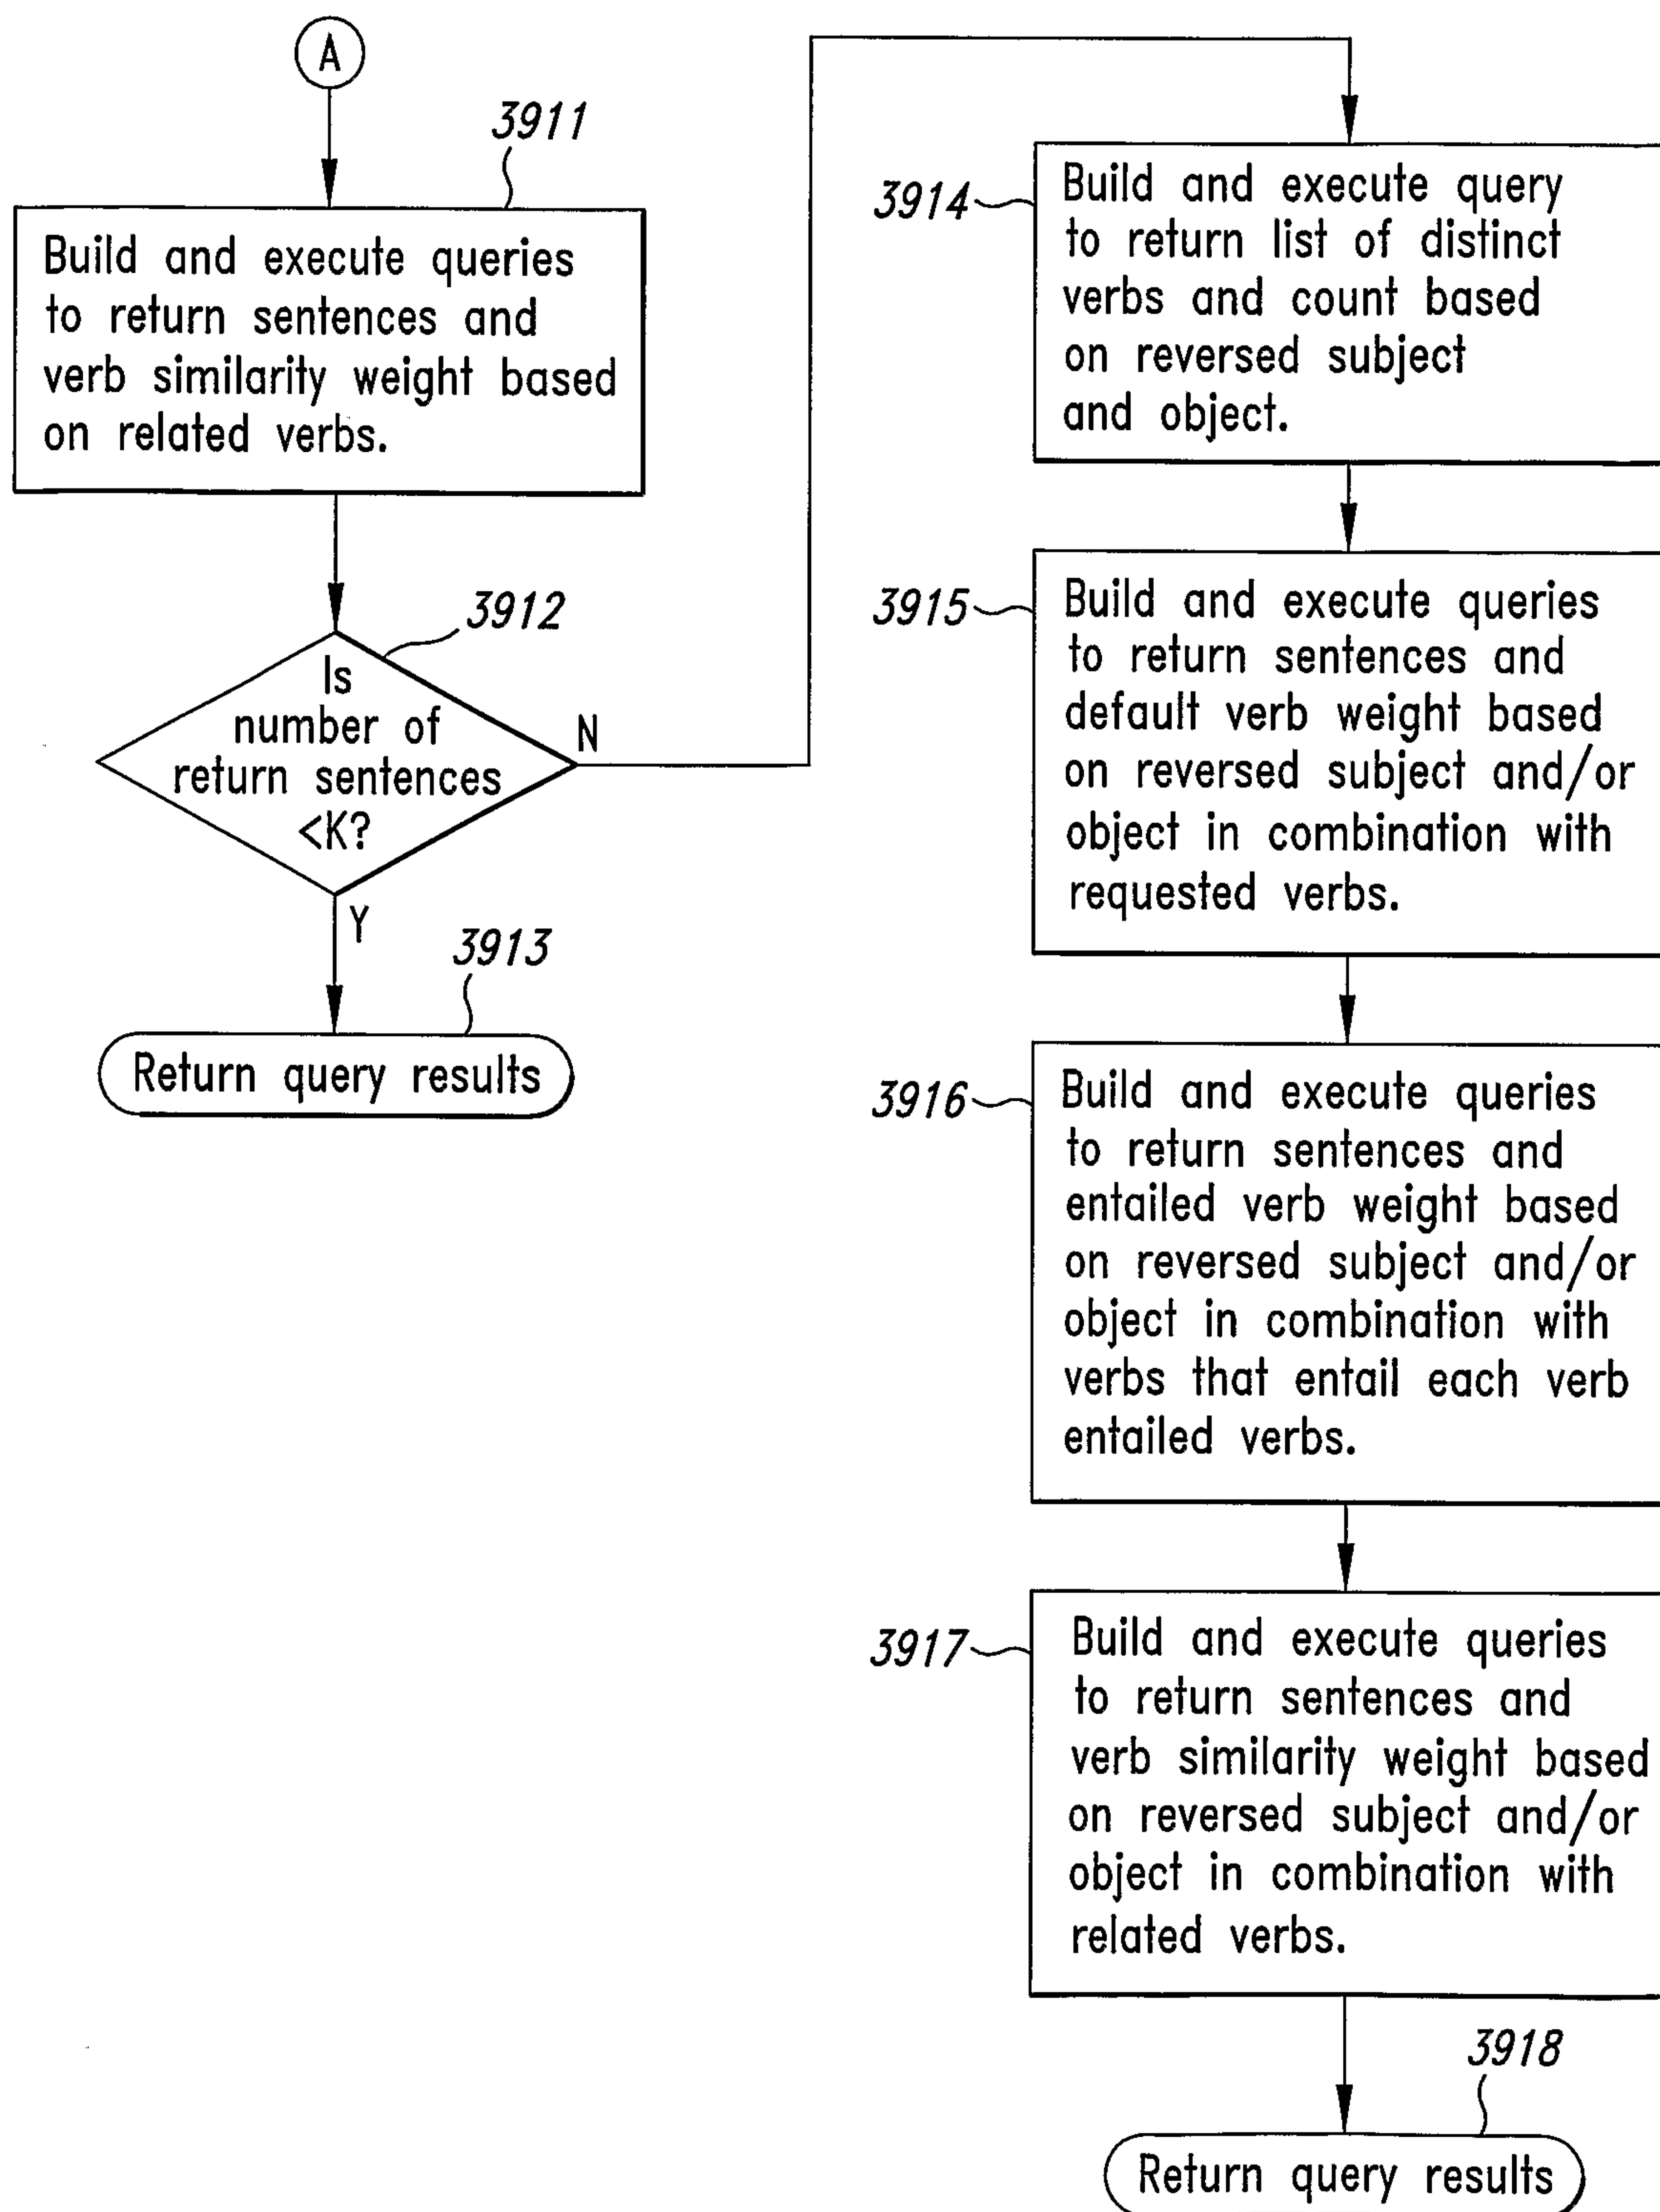 A
3911
Build and execute queries
to return sentences and
verb similarity weight based
on related verbs.
3912
Is
number of
return sentences
<K?
N
Y
3913
Return query results
3914
Build and execute query
to return list of distinct
verbs and count based
on reversed subject
and object.
3915
Build and execute queries
to return sentences and
default verb weight based
on reversed subject and/or
object in combination with
requested verbs.
3916
Build and execute queries
to return sentences and
entailed verb weight based
on reversed subject and/or
object in combination with
verbs that entail each verb
entailed verbs.
3917
Build and execute queries
to return sentences and
verb similarity weight based
on reversed subject and/or
object in combination with
related verbs.
3918
Return query results